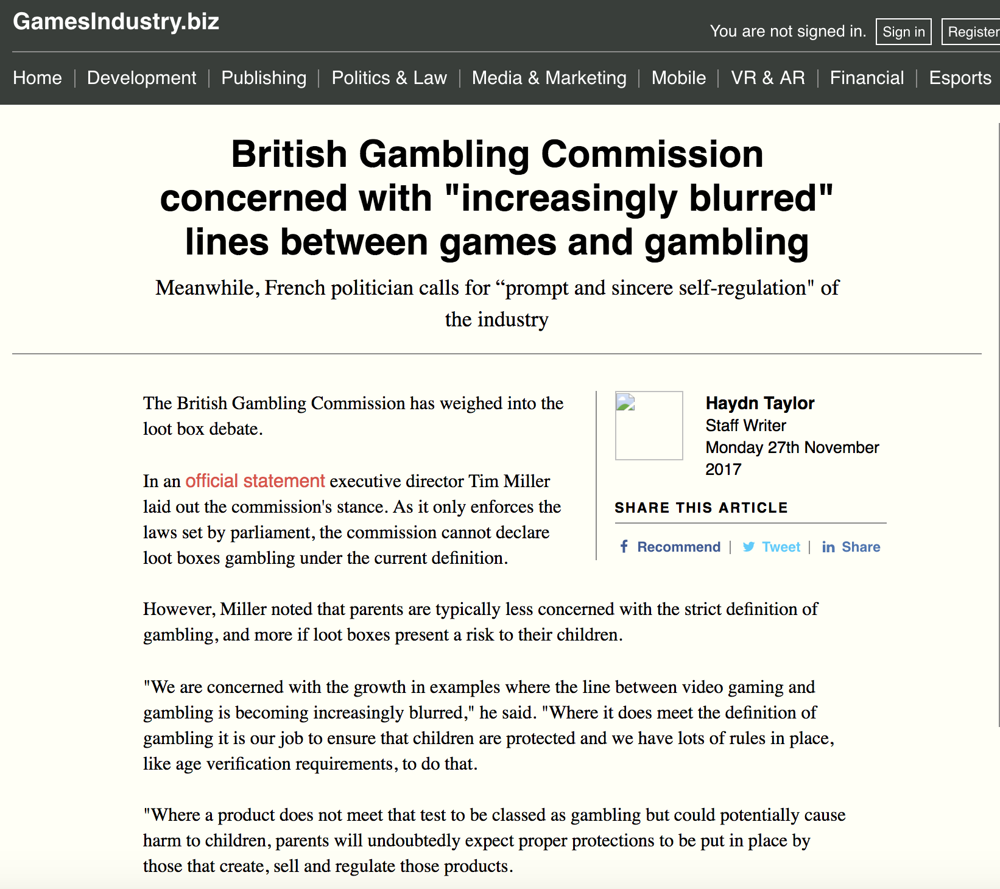 GamesIndustry.biz
You are not signed in. Sign in Register
Home | Development | Publishing | Politics & Law | Media & Marketing | Mobile | VR & AR | Financial | Esports
British Gambling Commission
concerned with "increasingly blurred"
lines between games and gambling
Meanwhile, French politician calls for “prompt and sincere self-regulation" of
the industry
The British Gambling Commission has weighed into the
loot box debate.
In an official statement executive director Tim Miller
laid out the commission's stance. As it only enforces the
laws set by parliament, the commission cannot declare
loot boxes gambling under the current definition.
Haydn Taylor
Staff Writer
Monday 27th November
2017
SHARE THIS ARTICLE
Recommend | Tweet | Share
However, Miller noted that parents are typically less concerned with the strict definition of
gambling, and more if loot boxes present a risk to their children.
"We are concerned with the growth in examples where the line between video gaming and
gambling is becoming increasingly blurred," he said. "Where it does meet the definition of
gambling it is our job to ensure that children are protected and we have lots of rules in place,
like age verification requirements, to do that.
"Where a product does not meet that test to be classed as gambling but could potentially cause
harm to children, parents will undoubtedly expect proper protections to be put in place by
those that create, sell and regulate those products.